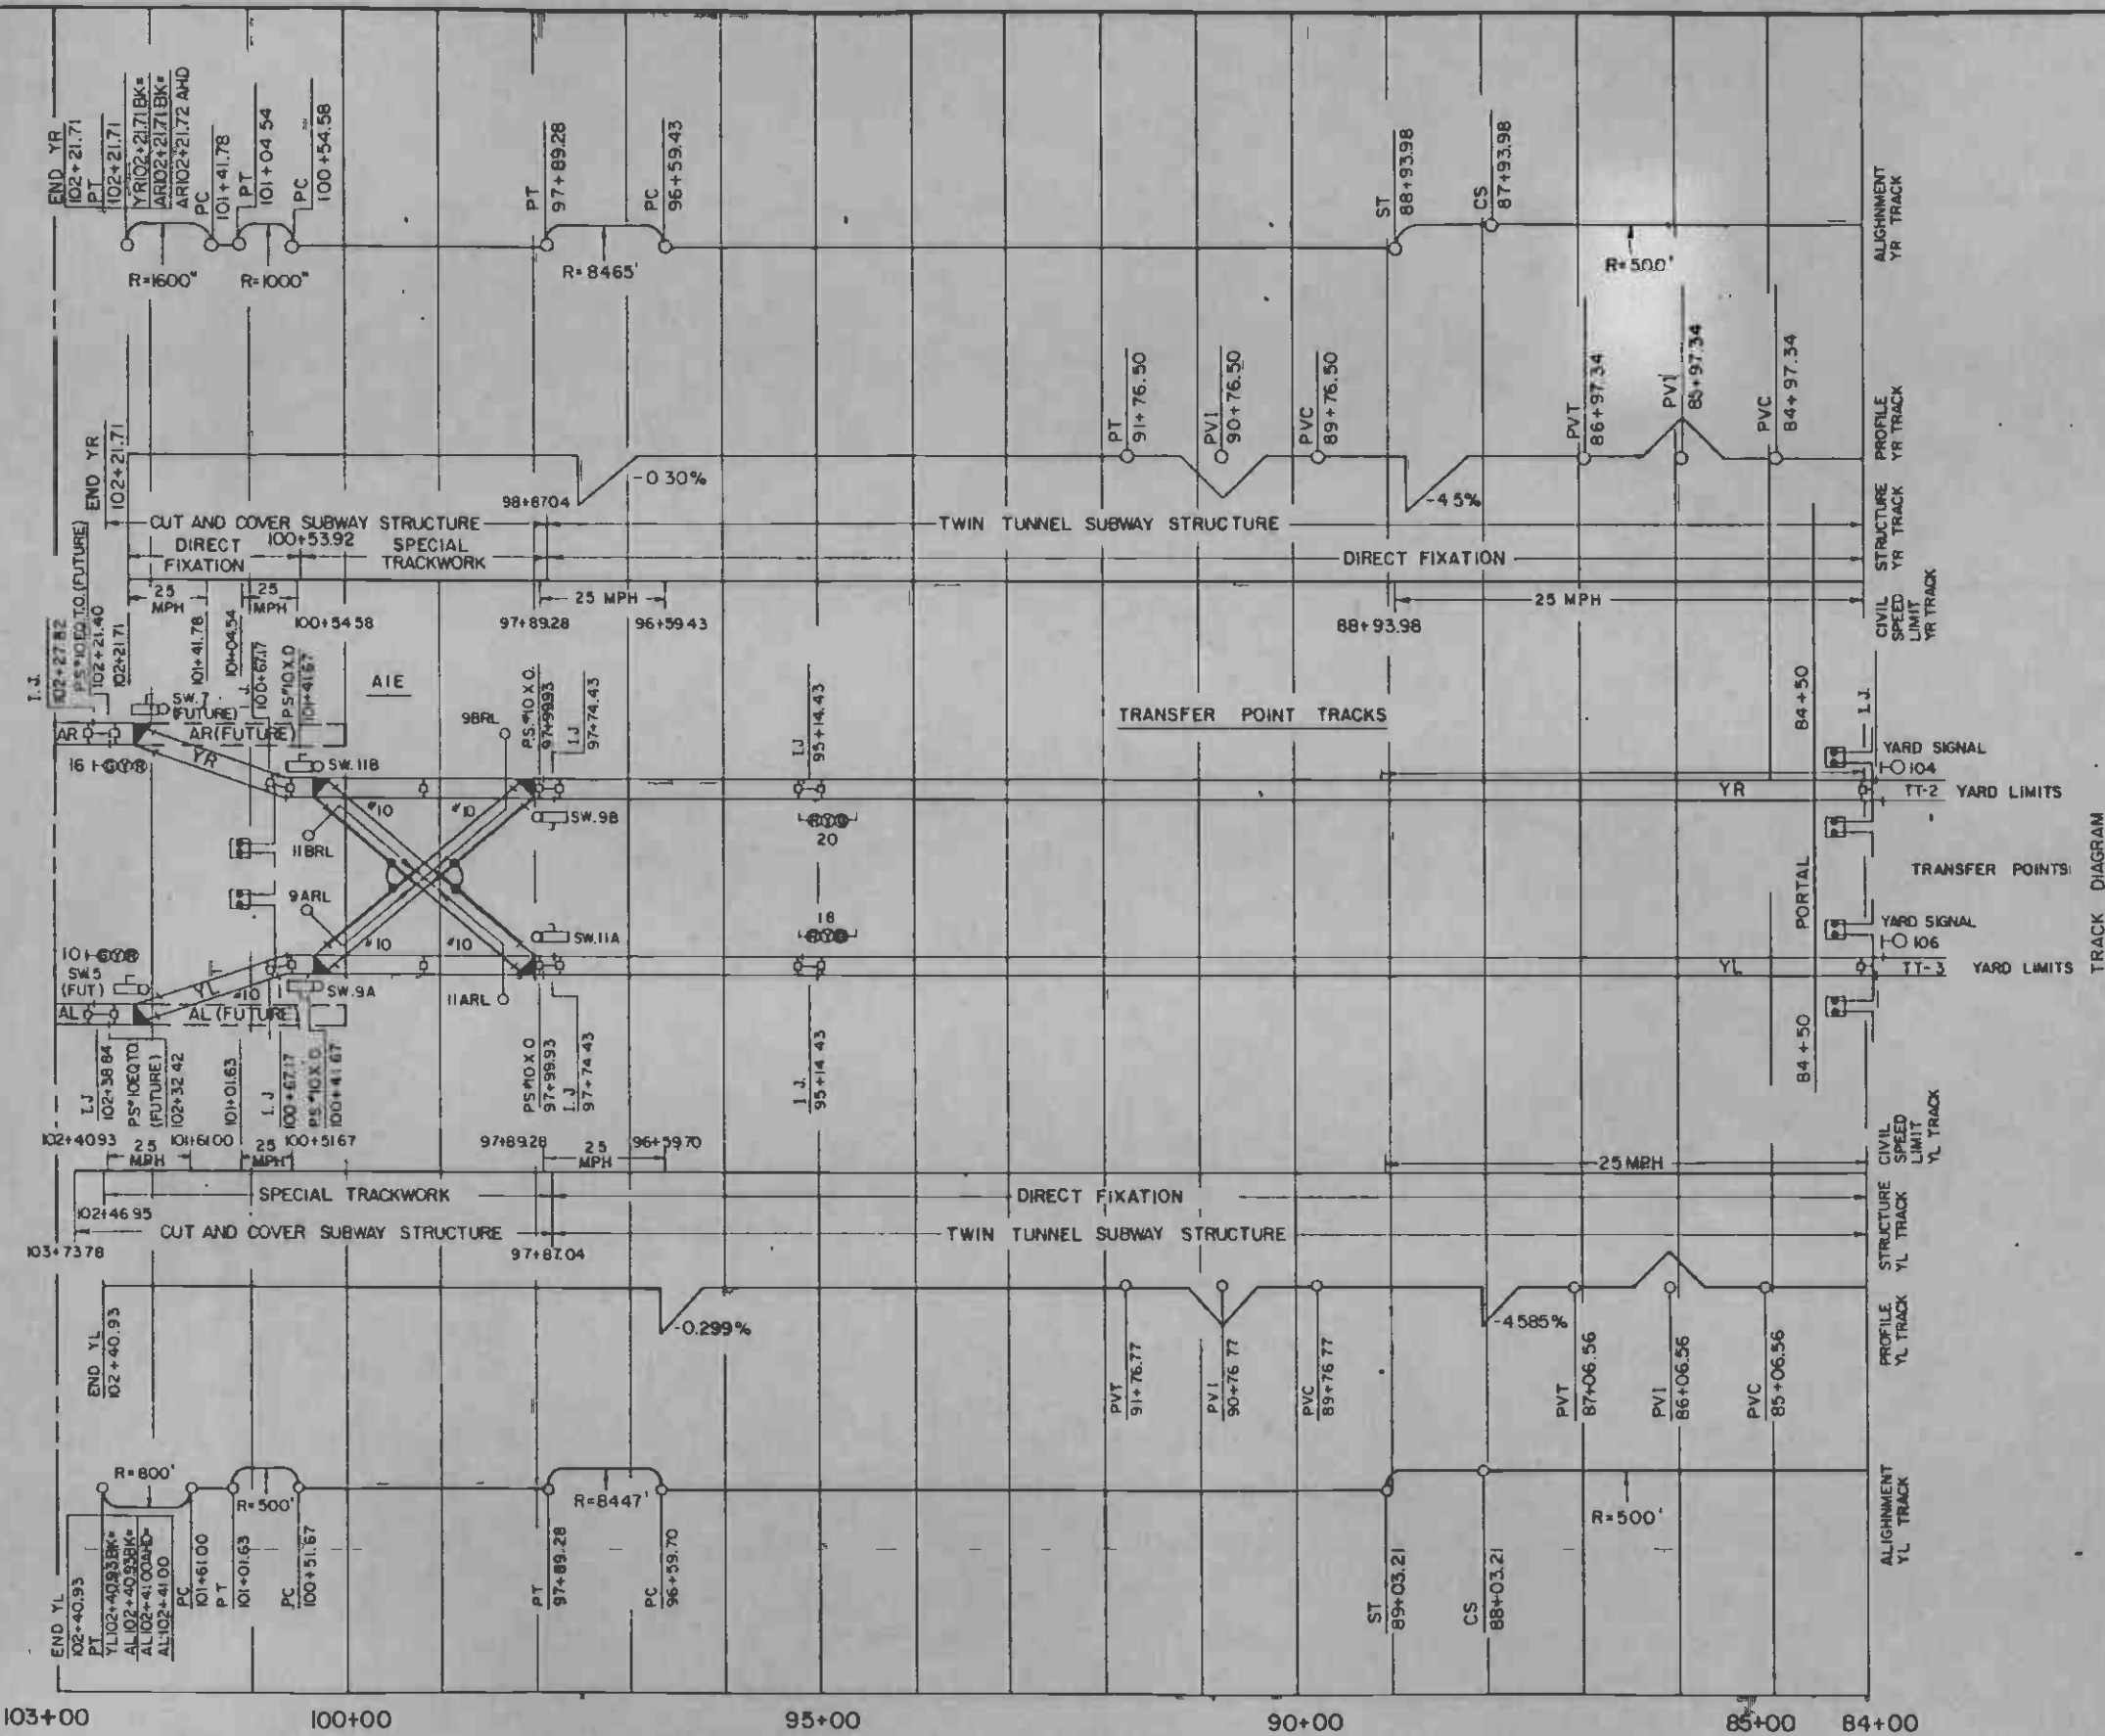 END YR
102+21.71
PT
102+21.71
YR102+21.71 BK=
AR102+21.71 BK=
AR102+21.72 AHD
PC
101+41.78
PT
101+04 54
PC
100+54.58
R=1600"
R=1000"
PT
97+89.28
PC
96+59.43
R=8465'
ST
88+93.98
CS
87+93.98
R=500'
ALIGHNMENT
YR TRACK
END YR
102+21.71
-0 30%
PT
91+76.50
PVI
90+76.50
PVC
89+76.50
-4 5%
PVT
86+97.34
PVI
85+97.34
PVC
84+97.34
PROFILE
YR TRACK
98+87.04
CUT AND COVER SUBWAY STRUCTURE
TWIN TUNNEL SUBWAY STRUCTURE
DIRECT
FIXATION
100+53.92
SPECIAL
TRACKWORK
DIRECT FIXATION
STRUCTURE
YR TRACK
25
MPH
25
MPH
25 MPH
25 MPH
100+54 58
97+89.28
96+59 43
88+93.98
CIVIL
SPEED
LIMIT
YR TRACK
I.J.
102+27.82
P.S.#10 EQ.T.O.(FUTURE)
102+21.40
102+21.71
101+41.78
101+04.54
I.J.
100+67.17
P.S.#10 X.O
101+41.67
A1E
P.S.#10 X O.
97+99.93
I J
97+74.43
I.J
95+14.43
TRANSFER POINT TRACKS
84+50
I.J.
SW.7
(FUTURE)
AR
AR(FUTURE)
16
G Y R
YR
SW.11B
9BRL
#10
#10
SW.9B
11BRL
R Y G
20
YARD SIGNAL
104
YR
TT-2 YARD LIMITS
PORTAL
TRANSFER POINTS
TRACK DIAGRAM
9ARL
#10
#10
SW.11A
18
R Y G
YARD SIGNAL
106
YL
TT-3 YARD LIMITS
10
G Y R
SW.5
(FUT)
YL
#10
AL
AL (FUTURE)
SW.9A
11ARL
84+50
I.J
102+38 84
P.S#10EQ.T.O.
(FUTURE)
102+32.42
101+01.63
I.J
100+67.17
P.S.#10 X.O.
100+41.67
P.S#10 X O
97+99.93
I.J
97+74 43
I J.
95+14 43
102+40 93
25
MPH
101+61 00
25
MPH
100+51 67
97+89.28
25
MPH
96+59.70
25 MPH
CIVIL
SPEED
LIMIT
YL TRACK
SPECIAL TRACKWORK
DIRECT FIXATION
102+46 95
CUT AND COVER SUBWAY STRUCTURE
TWIN TUNNEL SUBWAY STRUCTURE
STRUCTURE
YL TRACK
103+73 78
97+87.04
END YL
102+40.93
-0.299%
PVT
91+76.77
PVI
90+76 77
PVC
89+76.77
-4 585%
PVT
87+06.56
PVI
86+06.56
PVC
85+06.56
PROFILE
YL TRACK
R=800'
R=500'
R=8447'
R=500'
END YL
102+40.93
PT
YL102+40.93BK=
AL102+40.93BK=
AL102+41.00AHD=
AL102+41 00
PC
101+61 00
P T
101+01.63
PC
100+51.67
PT
97+89.28
PC
96+59.70
ST
89+03.21
CS
88+03.21
ALIGHNMENT
YL TRACK
103+00
100+00
95+00
90+00
85+00
84+00